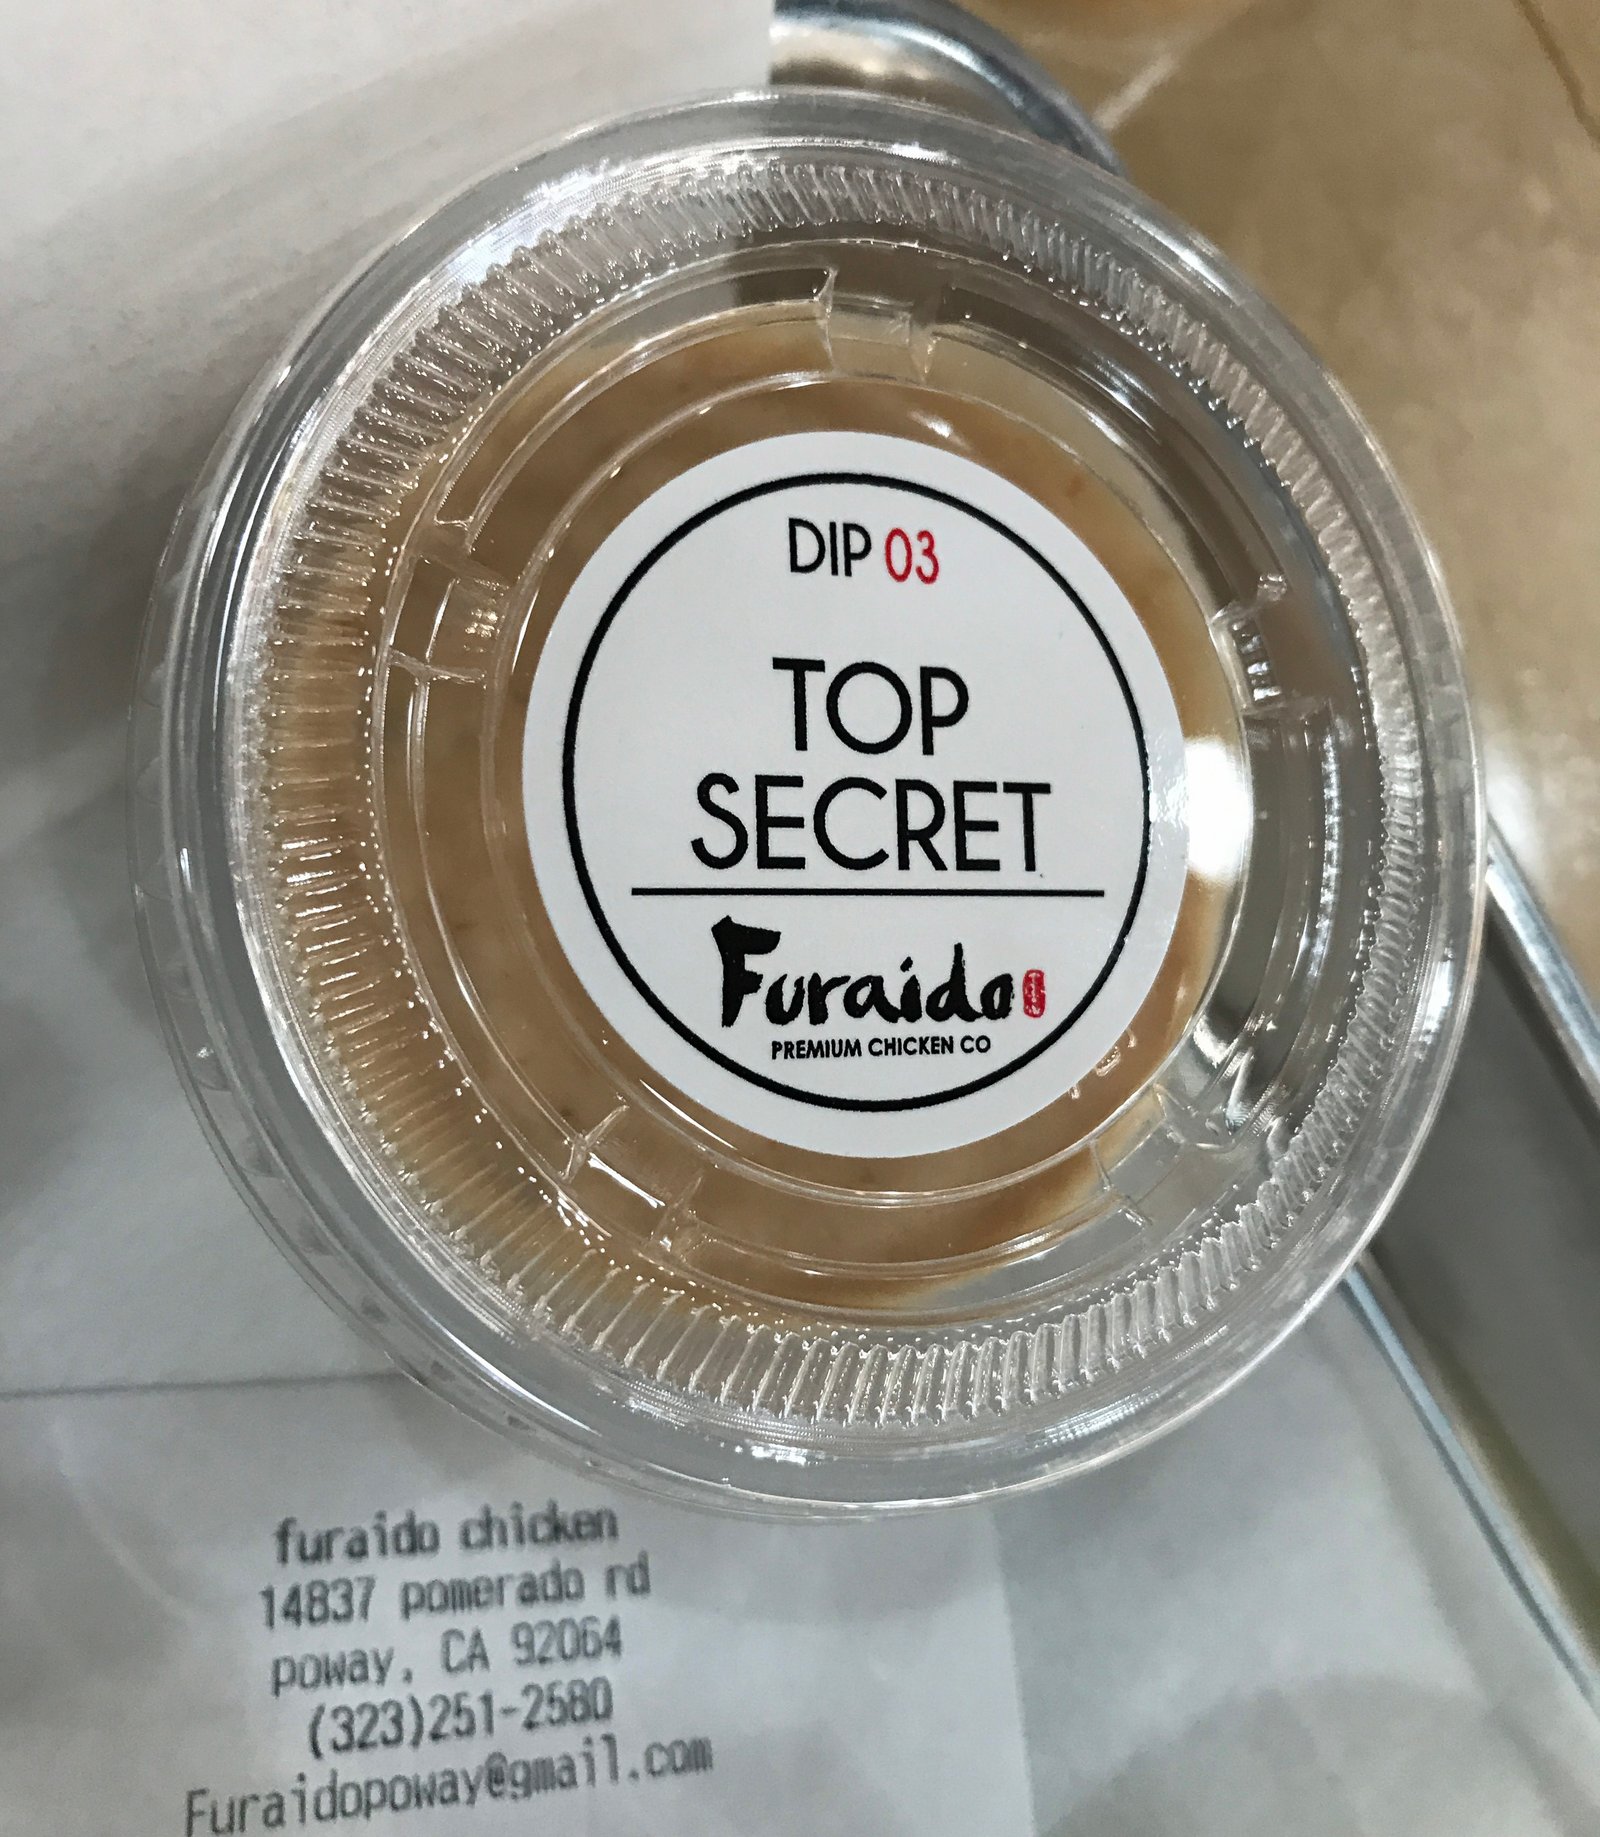 DIP 03
TOP
SECRET
Furaido
PREMIUM CHICKEN CO
furaido chicken
14837 pomerado rd
poway, CA 92064
(323)251-2580
Furaidopoway@gmail.com